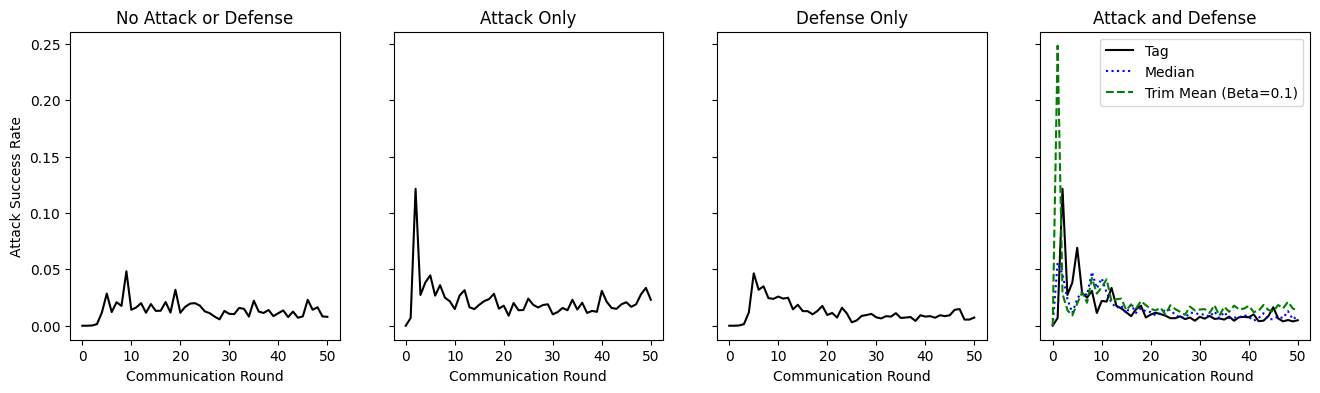 No Attack or Defense
Attack Only
Defense Only
Attack and Defense
Attack Success Rate
0.25
0.20
0.15
0.10
0.05
0.00
Tag
Median
Trim Mean (Beta=0.1)
0 10 20 30 40 50
0 10 20 30 40 50
0 10 20 30 40 50
0 10 20 30 40 50
Communication Round
Communication Round
Communication Round
Communication Round